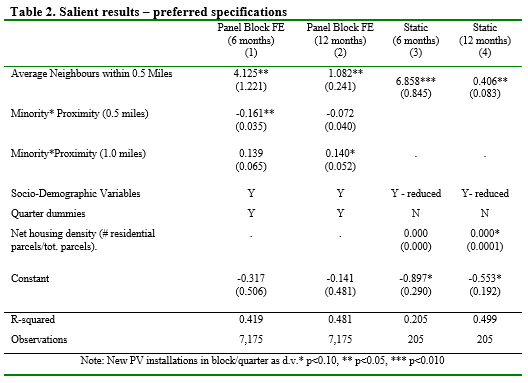 Table 2. Salient results – preferred specifications
Panel Block FE Panel Block FE Static Static
(6 months) (12 months) (6 months) (12 months)
(1) (2) (3) (4)
Average Neighbours within 0.5 Miles 4.125** 1.082** 6.858*** 0.406**
(1.221) (0.241) (0.845) (0.083)
Minority* Proximity (0.5 miles) -0.161** -0.072
(0.035) (0.040)
Minority*Proximity (1.0 miles) 0.139 0.140* . .
(0.065) (0.052)
Socio-Demographic Variables Y Y Y - reduced Y- reduced
Quarter dummies Y Y N N
Net housing density (# residential . . 0.000 0.000*
parcels/tot. parcels). (0.000) (0.0001)
Constant -0.317 -0.141 -0.897* -0.553*
(0.506) (0.481) (0.290) (0.192)
R-squared 0.419 0.481 0.205 0.499
Observations 7,175 7,175 205 205
Note: New PV installations in block/quarter as d.v.* p<0.10, ** p<0.05, *** p<0.010